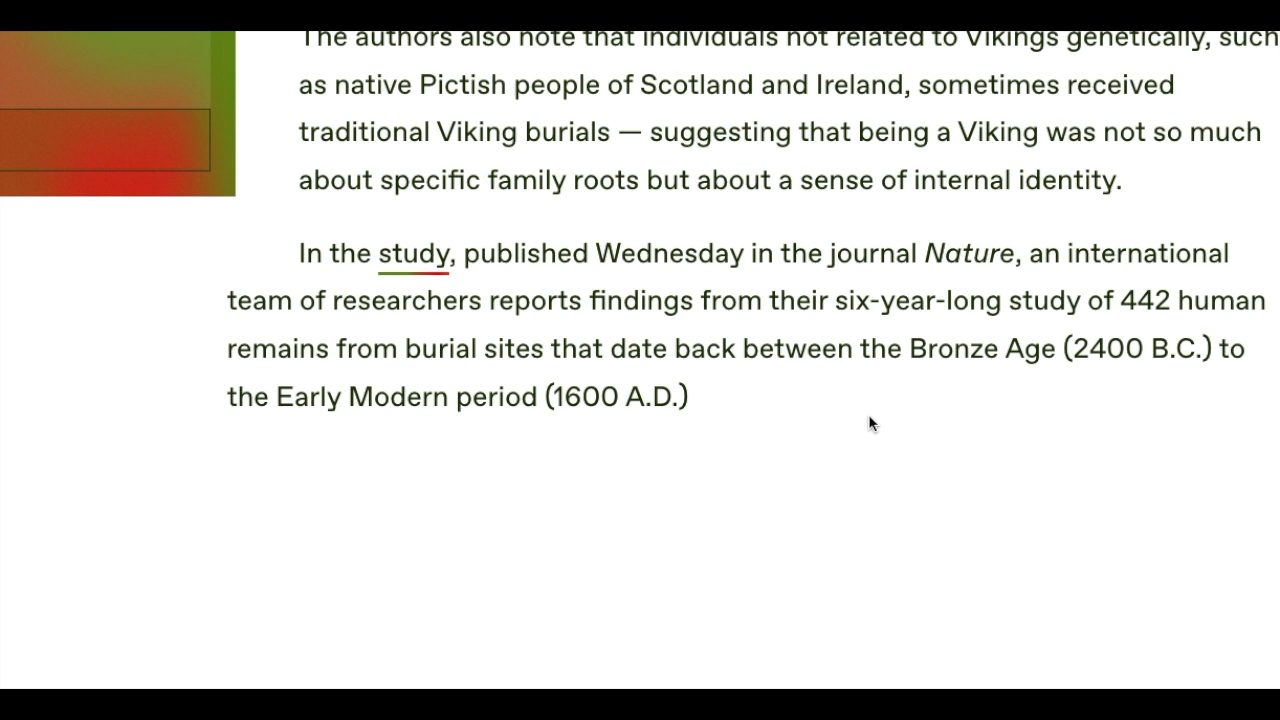 The authors also note that individuals not related to Vikings genetically, such
as native Pictish people of Scotland and Ireland, sometimes received
traditional Viking burials — suggesting that being a Viking was not so much
about specific family roots but about a sense of internal identity.
In the study, published Wednesday in the journal Nature, an international
team of researchers reports findings from their six-year-long study of 442 human
remains from burial sites that date back between the Bronze Age (2400 B.C.) to
the Early Modern period (1600 A.D.)